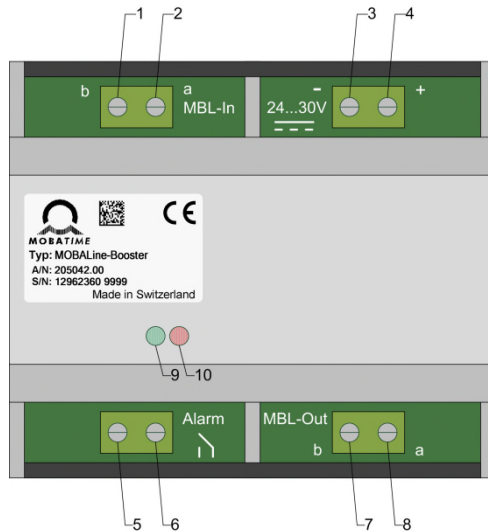 1 2 3 4
b a - +
MBL-In 24...30V
MOBATIME
CE
Typ: MOBALine-Booster
A/N: 205042.00
S/N: 12962360 9999
Made in Switzerland
9 10
Alarm MBL-Out
b a
5 6 7 8